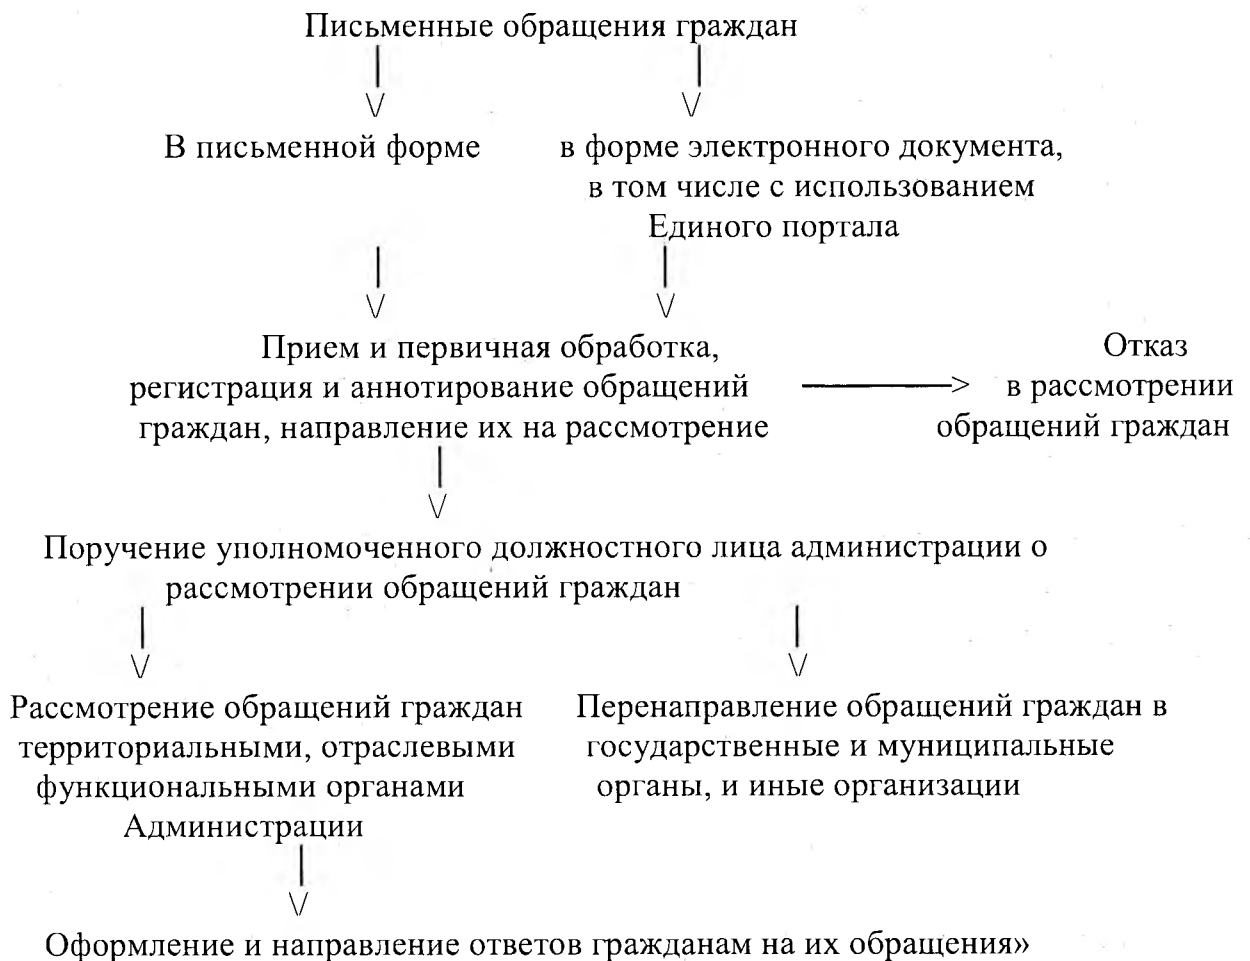 Письменные обращения граждан
В письменной форме
в форме электронного документа,
в том числе с использованием
Единого портала
Прием и первичная обработка,
регистрация и аннотирование обращений
граждан, направление их на рассмотрение
Отказ
в рассмотрении
обращений граждан
Поручение уполномоченного должностного лица администрации о
рассмотрении обращений граждан
Рассмотрение обращений граждан
территориальными, отраслевыми
функциональными органами
Администрации
Перенаправление обращений граждан в
государственные и муниципальные
органы, и иные организации
Оформление и направление ответов гражданам на их обращения»